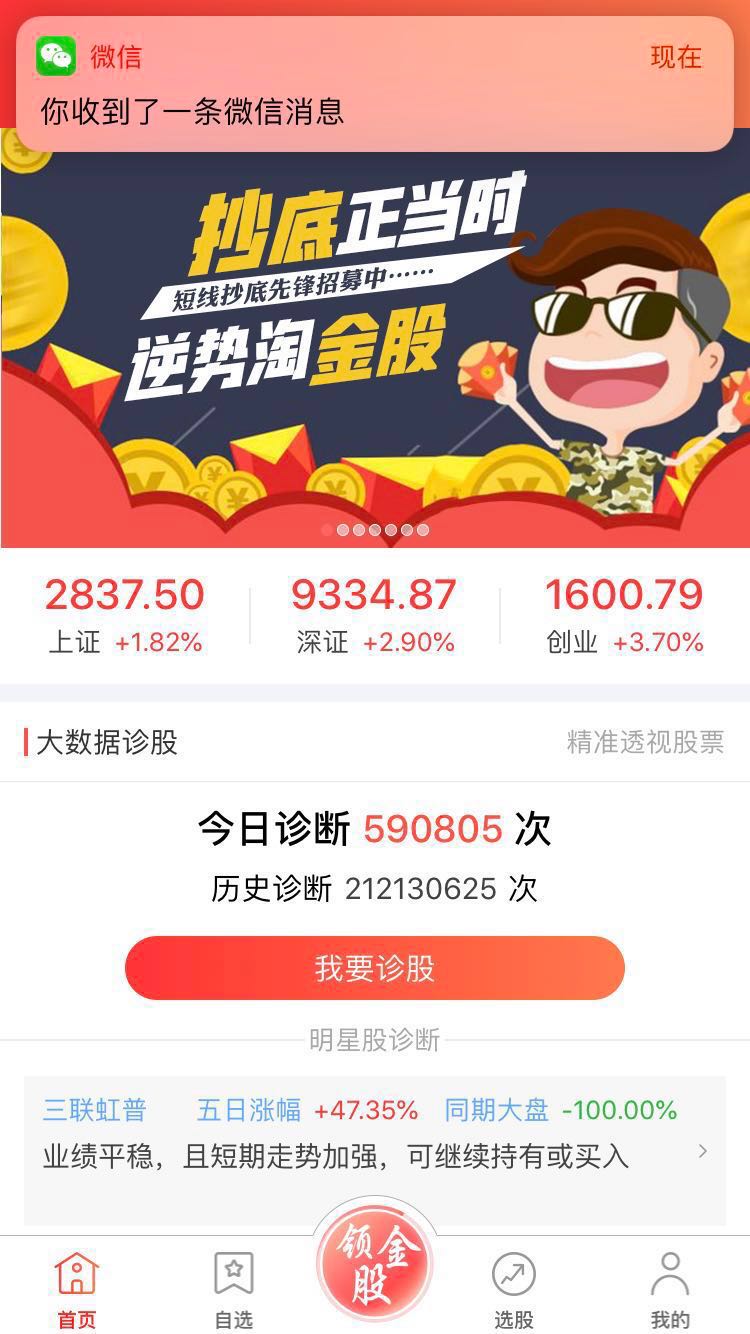 微信
现在
你收到了一条微信消息
抄底正当时
短线抄底先锋招募中……
逆势淘金股
2837.50
9334.87
1600.79
上证 +1.82%
深证 +2.90%
创业 +3.70%
大数据诊股
精准透视股票
今日诊断 590805 次
历史诊断 212130625 次
我要诊股
明星股诊断
三联虹普 五日涨幅 +47.35% 同期大盘 -100.00%
业绩平稳，且短期走势加强，可继续持有或买入
领金股
首页
自选
选股
我的